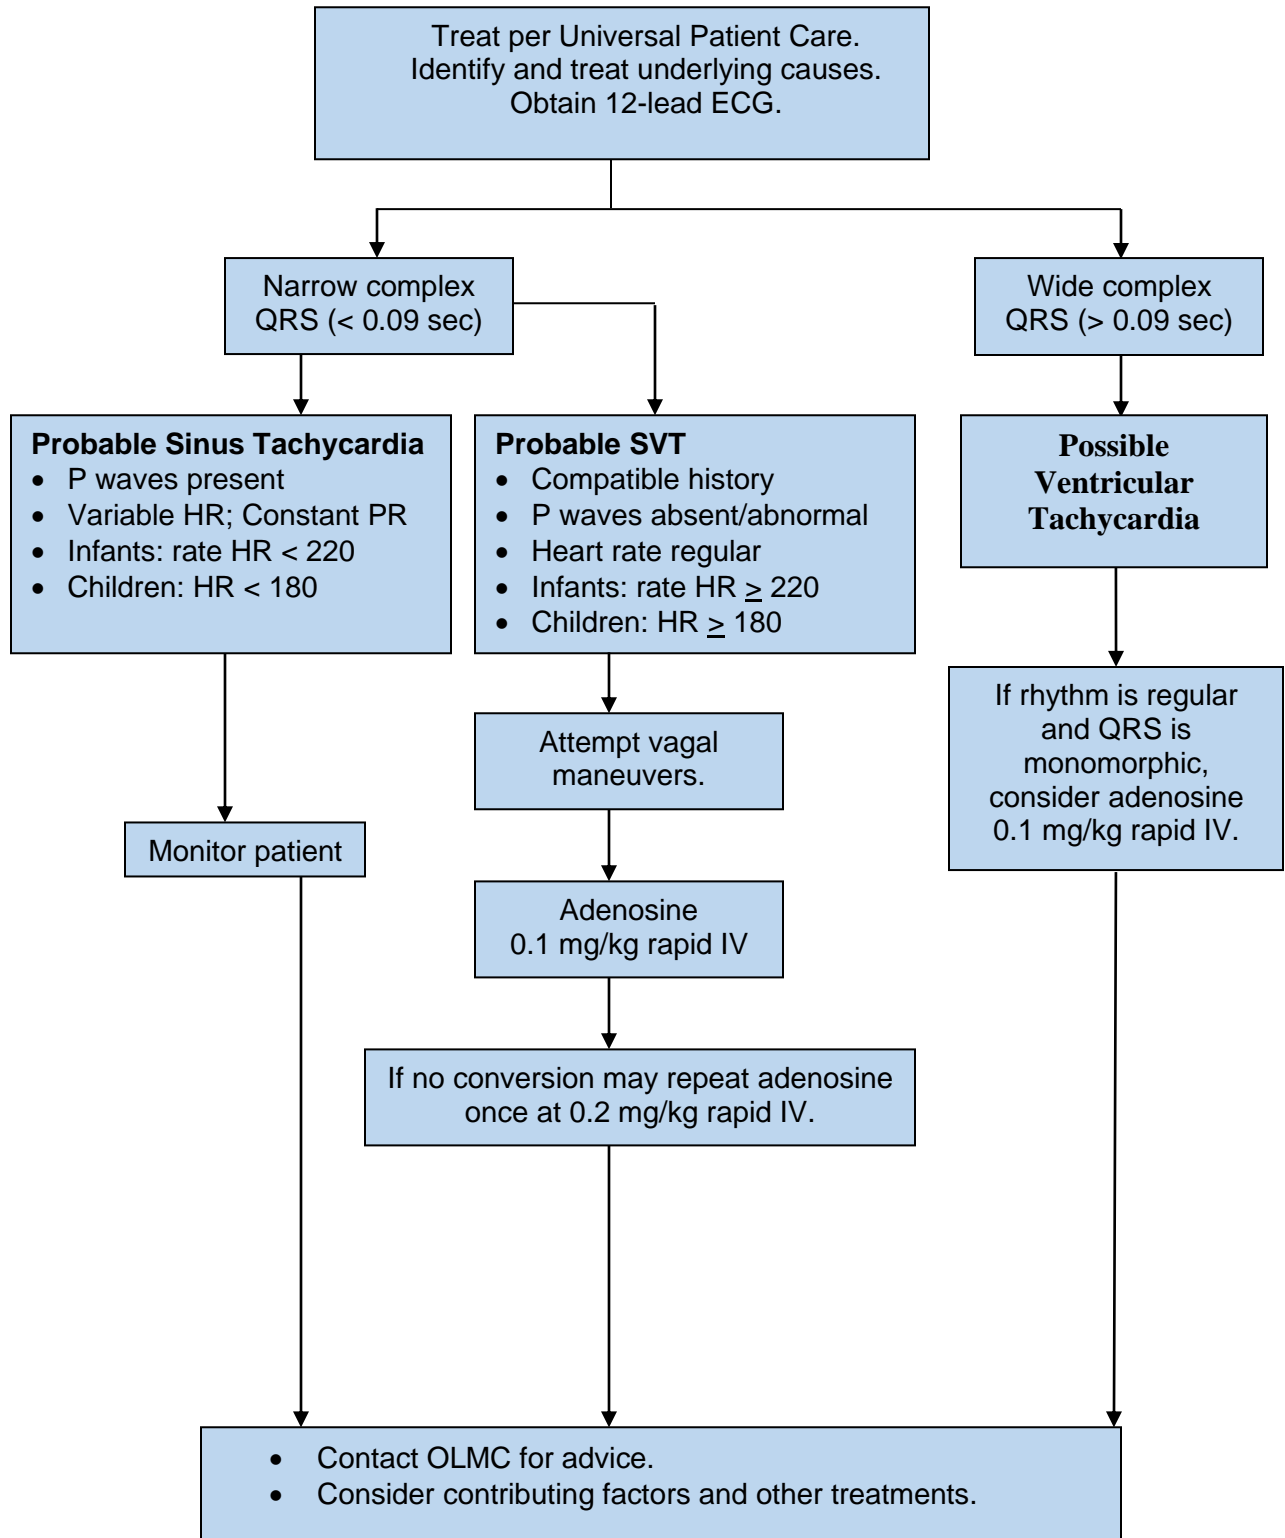 Treat per Universal Patient Care.
Identify and treat underlying causes.
Obtain 12-lead ECG.
Narrow complex
QRS (< 0.09 sec)
Wide complex
QRS (> 0.09 sec)
Probable Sinus Tachycardia
• P waves present
• Variable HR; Constant PR
• Infants: rate HR < 220
• Children: HR < 180
Probable SVT
• Compatible history
• P waves absent/abnormal
• Heart rate regular
• Infants: rate HR ≥ 220
• Children: HR ≥ 180
Possible
Ventricular
Tachycardia
If rhythm is regular
and QRS is
monomorphic,
consider adenosine
0.1 mg/kg rapid IV.
Attempt vagal
maneuvers.
Monitor patient
Adenosine
0.1 mg/kg rapid IV
If no conversion may repeat adenosine
once at 0.2 mg/kg rapid IV.
• Contact OLMC for advice.
• Consider contributing factors and other treatments.